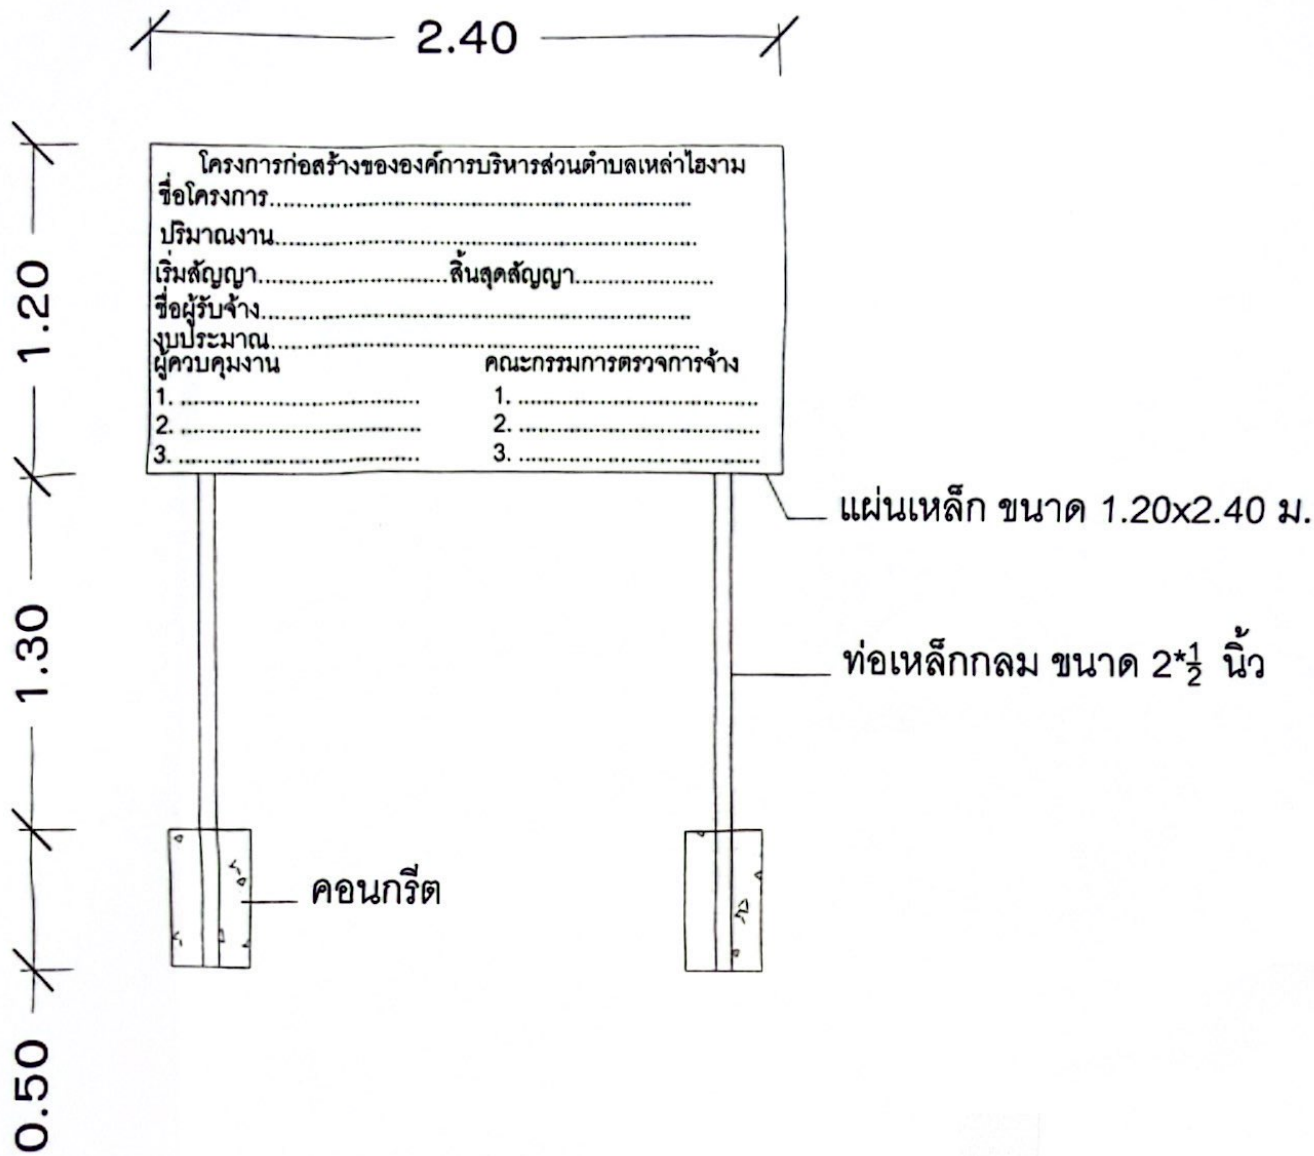 2.40
โครงการก่อสร้างขององค์การบริหารส่วนตำบลเหล่าไฮงาม
ชื่อโครงการ................................................................
ปริมาณงาน................................................................
เริ่มสัญญา............................สิ้นสุดสัญญา.....................
ชื่อผู้รับจ้าง................................................................
งบประมาณ................................................................
ผู้ควบคุมงาน คณะกรรมการตรวจการจ้าง
1. .................................... 1. ....................................
2. .................................... 2. ....................................
3. .................................... 3. ....................................
1.20
แผ่นเหล็ก ขนาด 1.20x2.40 ม.
1.30
ท่อเหล็กกลม ขนาด 2*½ นิ้ว
คอนกรีต
0.50